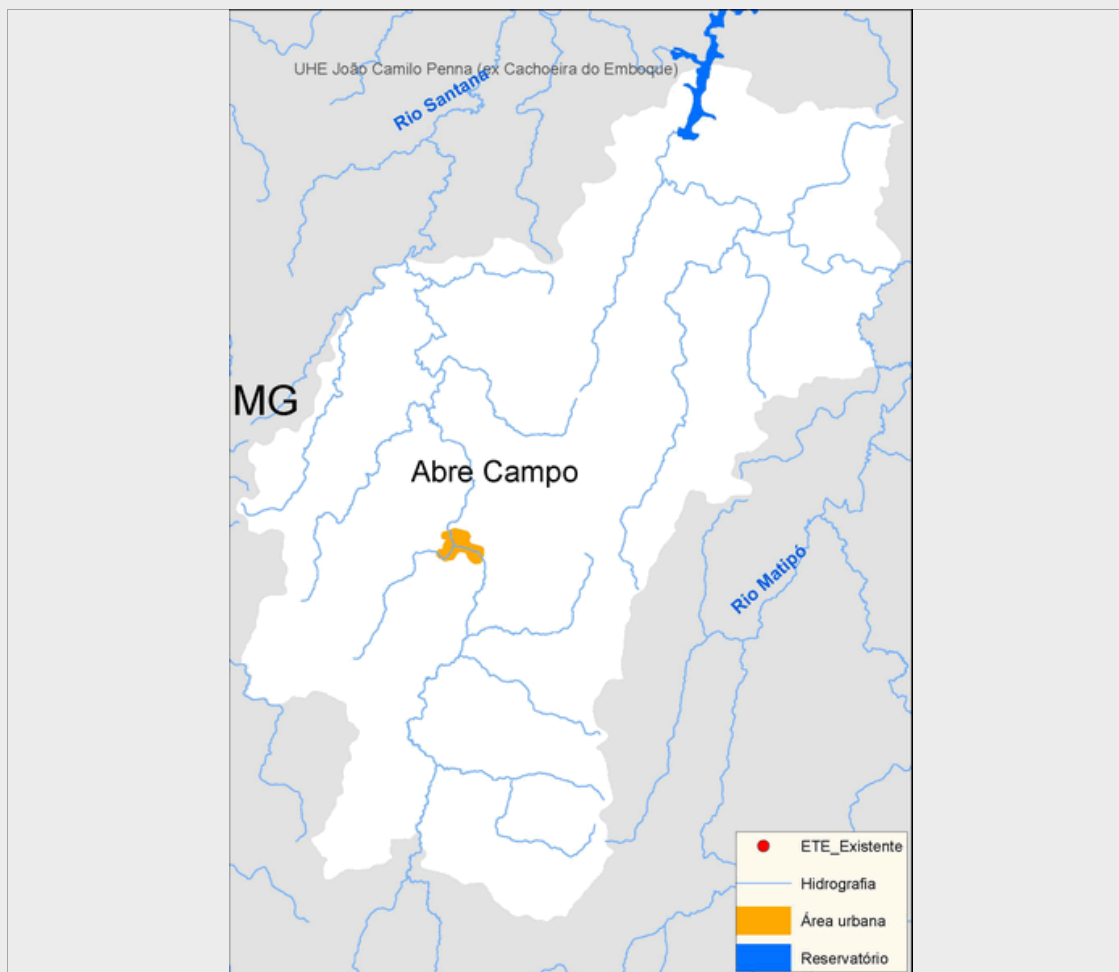 UHE João Camilo Penna (ex Cachoeira do Emboque)
Rio Santana
MG
Abre Campo
Rio Matipó
ETE_Existente
Hidrografia
Área urbana
Reservatório